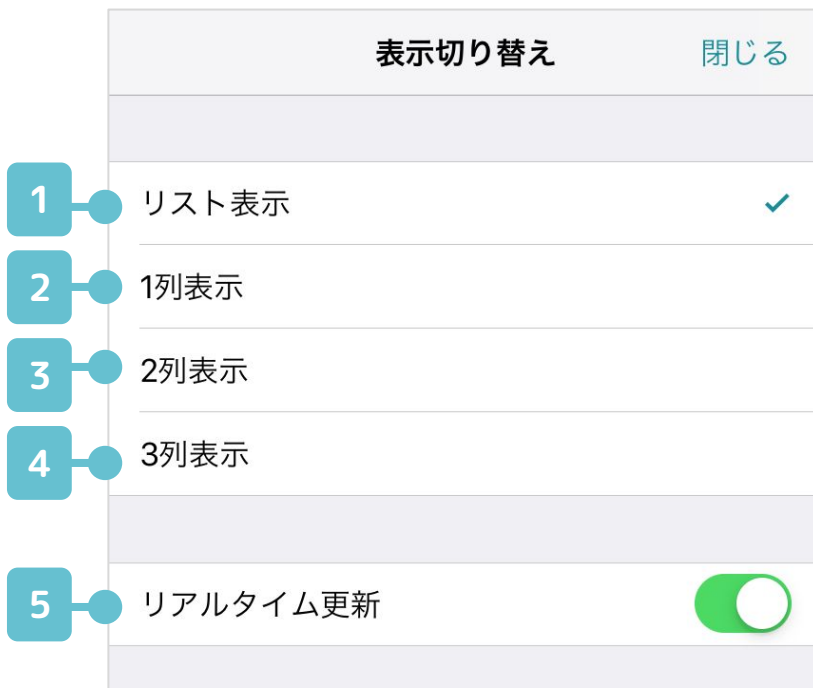 表示切り替え 閉じる
1 リスト表示
2 1列表示
3 2列表示
4 3列表示
5 リアルタイム更新